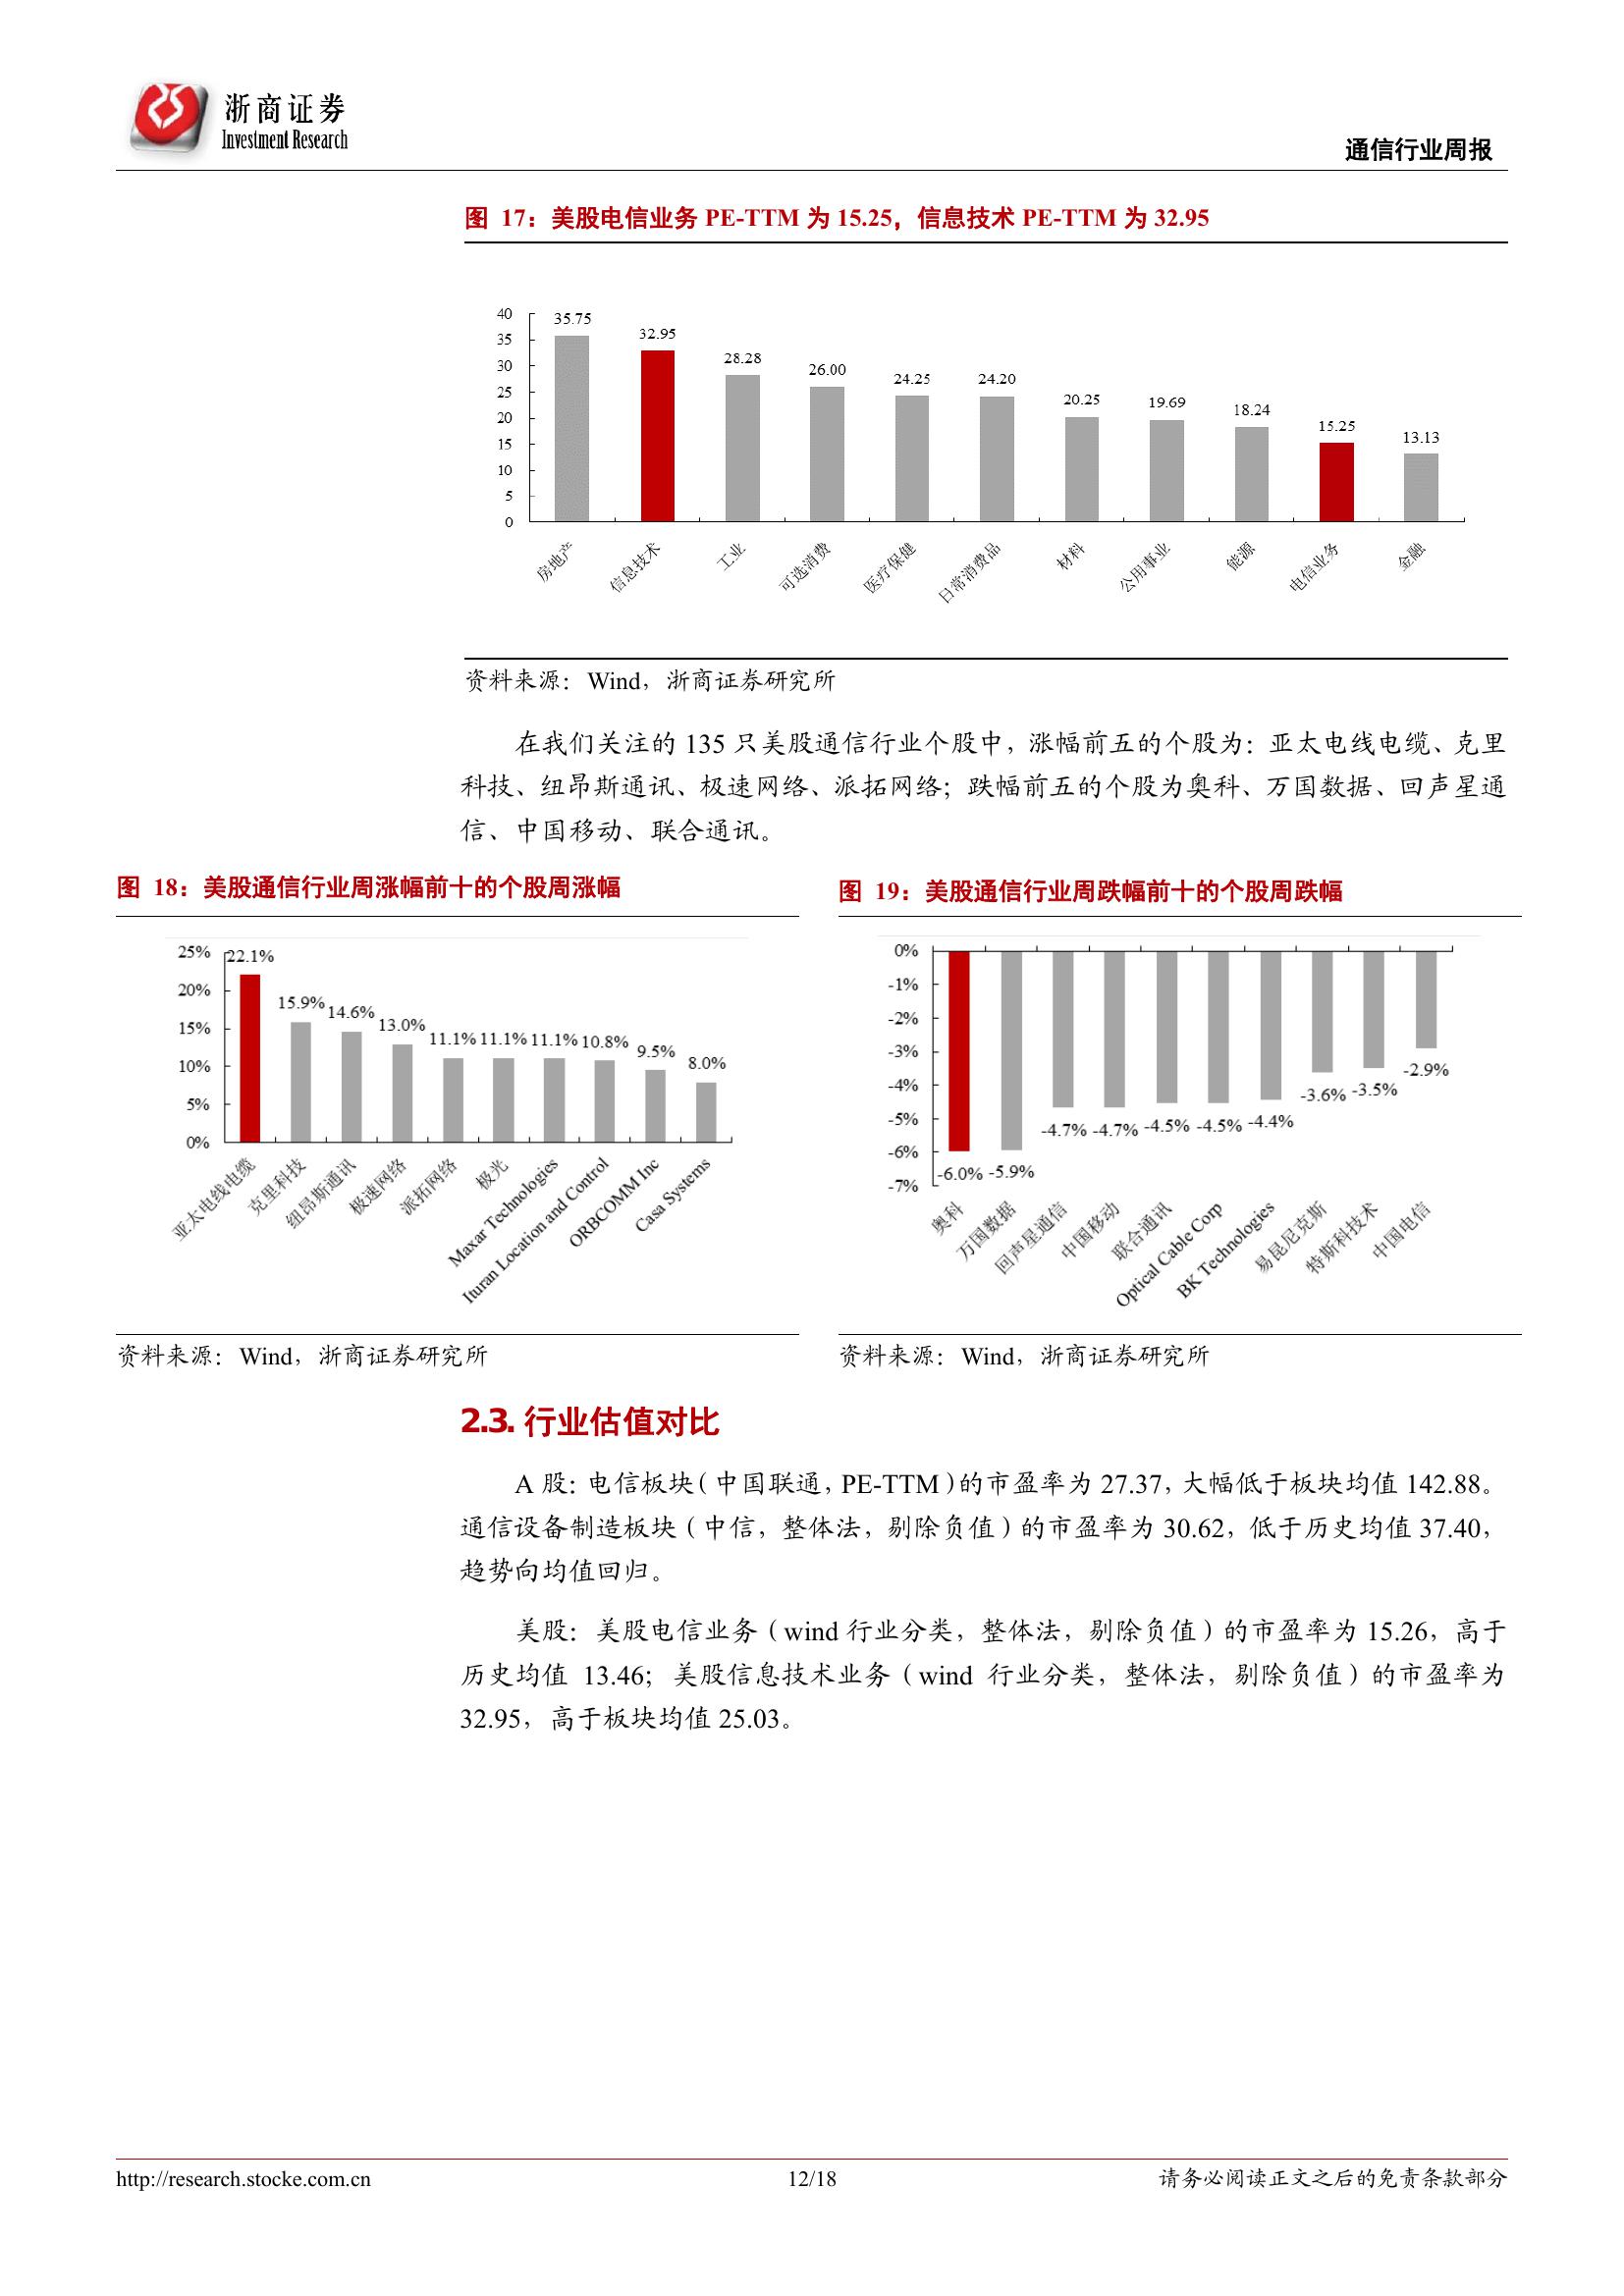 浙商证券
Investment Research
通信行业周报
图 17：美股电信业务 PE-TTM 为 15.25，信息技术 PE-TTM 为 32.95
40
35
30
25
20
15
10
5
0
35.75
32.95
28.28
26.00
24.25
24.20
20.25
19.69
18.24
15.25
13.13
房地产
信息技术
工业
可选消费
医疗保健
日常消费品
材料
公用事业
能源
电信业务
金融
资料来源：Wind，浙商证券研究所
在我们关注的 135 只美股通信行业个股中，涨幅前五的个股为：亚太电线电缆、克里
科技、纽昂斯通讯、极速网络、派拓网络；跌幅前五的个股为奥科、万国数据、回声星通
信、中国移动、联合通讯。
图 18：美股通信行业周涨幅前十的个股周涨幅
25%
20%
15%
10%
5%
0%
22.1%
15.9%
14.6%
13.0%
11.1%
11.1%
11.1%
10.8%
9.5%
8.0%
亚太电线电缆
克里科技
纽昂斯通讯
极速网络
派拓网络
极光
Maxar Technologies
Ituran Location and Control
ORBCOMM Inc
Casa Systems
资料来源：Wind，浙商证券研究所
图 19：美股通信行业周跌幅前十的个股周跌幅
0%
-1%
-2%
-3%
-4%
-5%
-6%
-7%
-6.0%
-5.9%
-4.7%
-4.7%
-4.5%
-4.5%
-4.4%
-3.6%
-3.5%
-2.9%
奥科
万国数据
回声星通信
中国移动
联合通讯
Optical Cable Corp
BK Technologies
易昆尼克斯
特斯科技术
中国电信
资料来源：Wind，浙商证券研究所
2.3. 行业估值对比
A 股：电信板块（中国联通，PE-TTM）的市盈率为 27.37，大幅低于板块均值 142.88。
通信设备制造板块（中信，整体法，剔除负值）的市盈率为 30.62，低于历史均值 37.40，
趋势向均值回归。
美股：美股电信业务（wind 行业分类，整体法，剔除负值）的市盈率为 15.26，高于
历史均值 13.46；美股信息技术业务（wind 行业分类，整体法，剔除负值）的市盈率为
32.95，高于板块均值 25.03。
http://research.stocke.com.cn
12/18
请务必阅读正文之后的免责条款部分